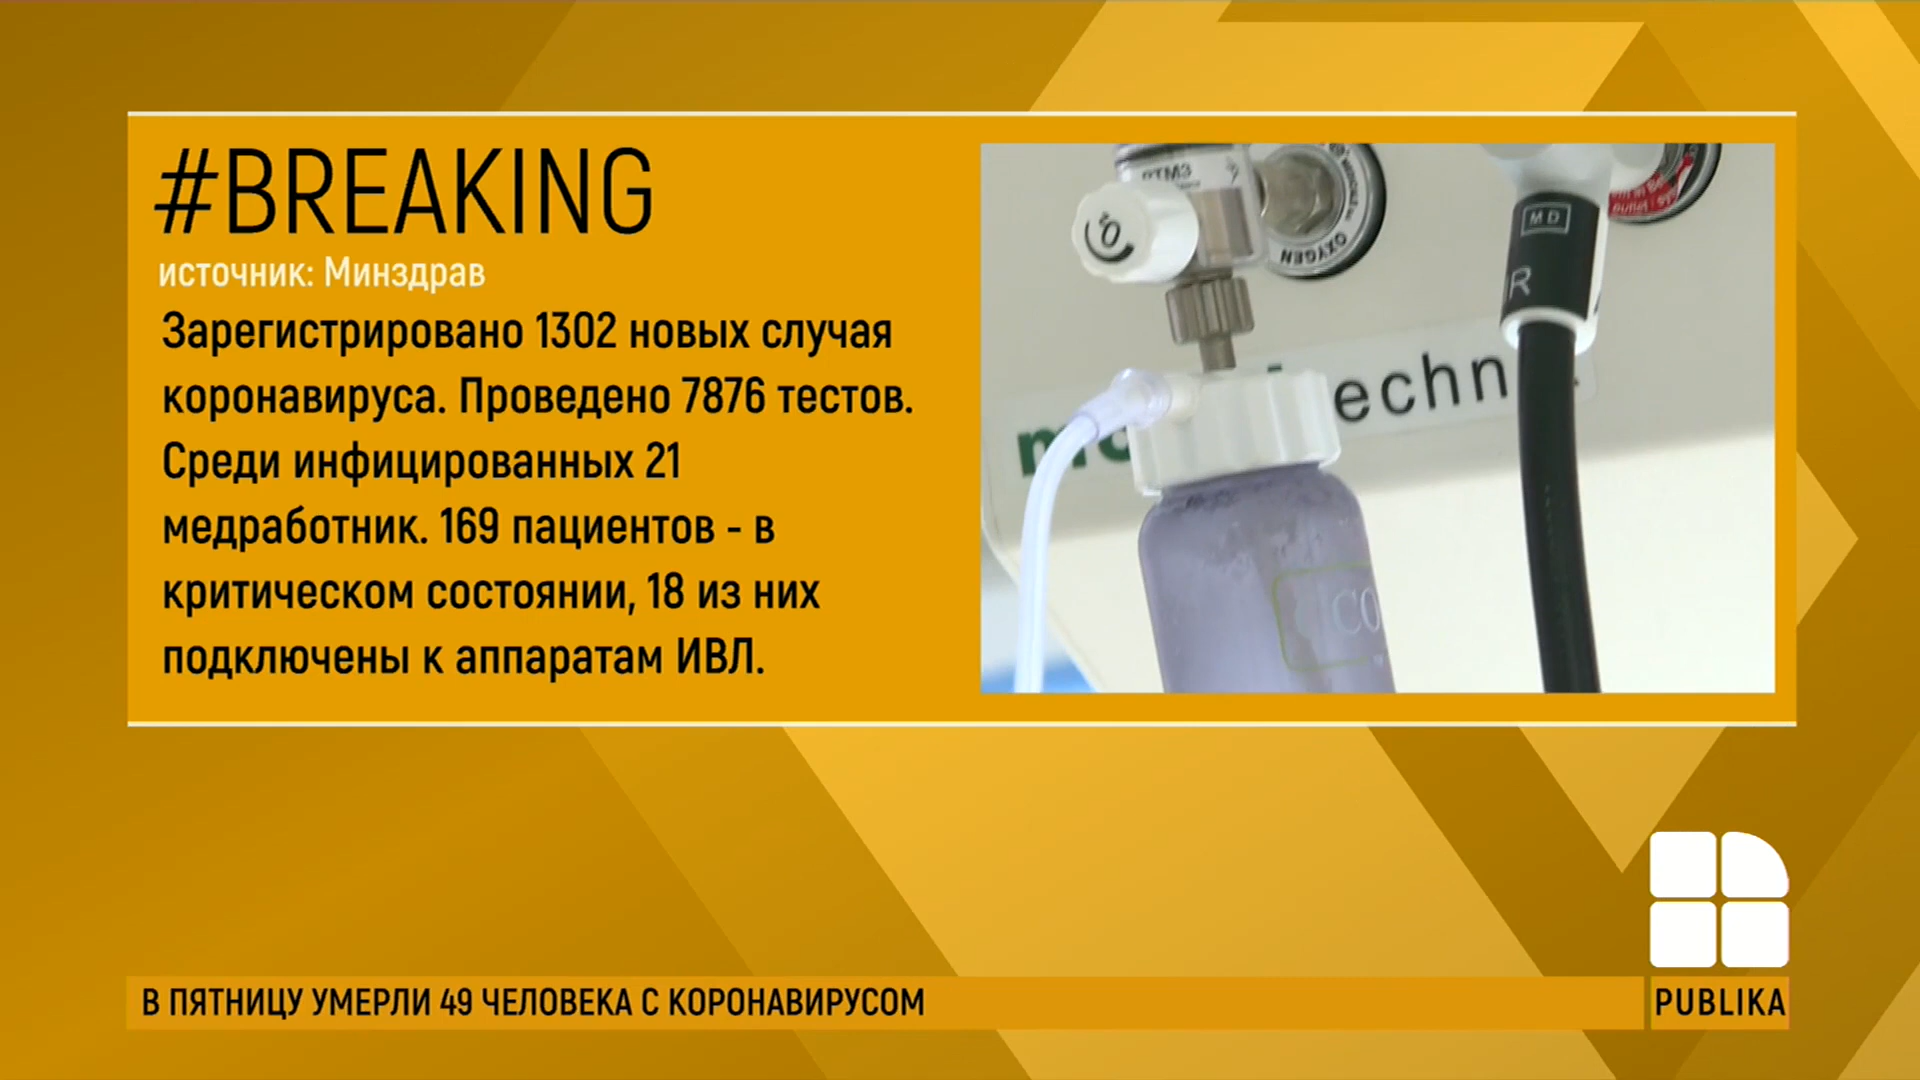 #BREAKING
источник: Минздрав
Зарегистрировано 1302 новых случая
коронавируса. Проведено 7876 тестов.
Среди инфицированных 21
медработник. 169 пациентов - в
критическом состоянии, 18 из них
подключены к аппаратам ИВЛ.
OXYGEN
MD
R
echn
CO
В ПЯТНИЦУ УМЕРЛИ 49 ЧЕЛОВЕКА С КОРОНАВИРУСОМ
PUBLIKA